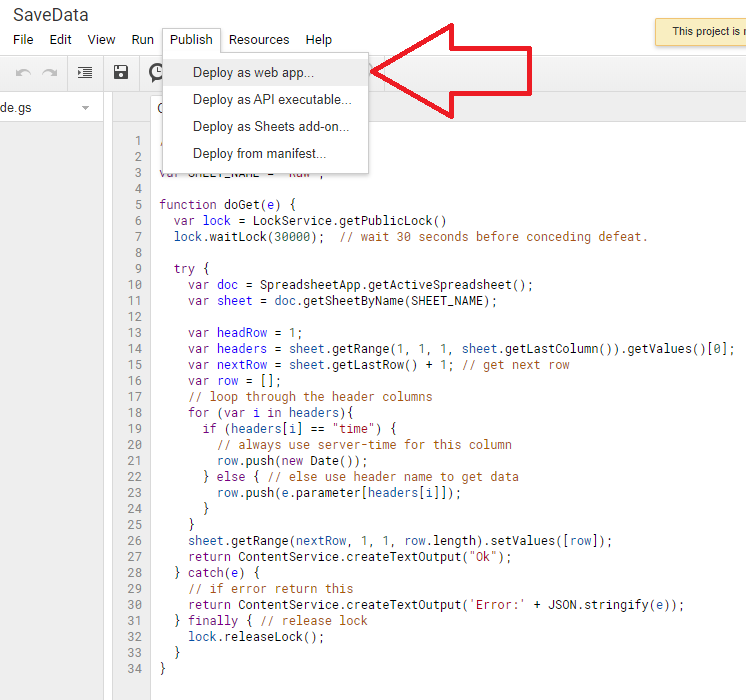 SaveData
File Edit View Run Publish Resources Help
This project is
Deploy as web app...
Deploy as API executable...
Deploy as Sheets add-on...
Deploy from manifest...
de.gs
1
2
3 var SHEET_NAME = "Raw";
4
5 function doGet(e) {
6 var lock = LockService.getPublicLock()
7 lock.waitLock(30000); // wait 30 seconds before conceding defeat.
8
9 try {
10 var doc = SpreadsheetApp.getActiveSpreadsheet();
11 var sheet = doc.getSheetByName(SHEET_NAME);
12
13 var headRow = 1;
14 var headers = sheet.getRange(1, 1, 1, sheet.getLastColumn()).getValues()[0];
15 var nextRow = sheet.getLastRow() + 1; // get next row
16 var row = [];
17 // loop through the header columns
18 for (var i in headers){
19 if (headers[i] == "time") {
20 // always use server-time for this column
21 row.push(new Date());
22 } else { // else use header name to get data
23 row.push(e.parameter[headers[i]]);
24 }
25 }
26 sheet.getRange(nextRow, 1, 1, row.length).setValues([row]);
27 return ContentService.createTextOutput("Ok");
28 } catch(e) {
29 // if error return this
30 return ContentService.createTextOutput('Error:' + JSON.stringify(e));
31 } finally { // release lock
32 lock.releaseLock();
33 }
34 }